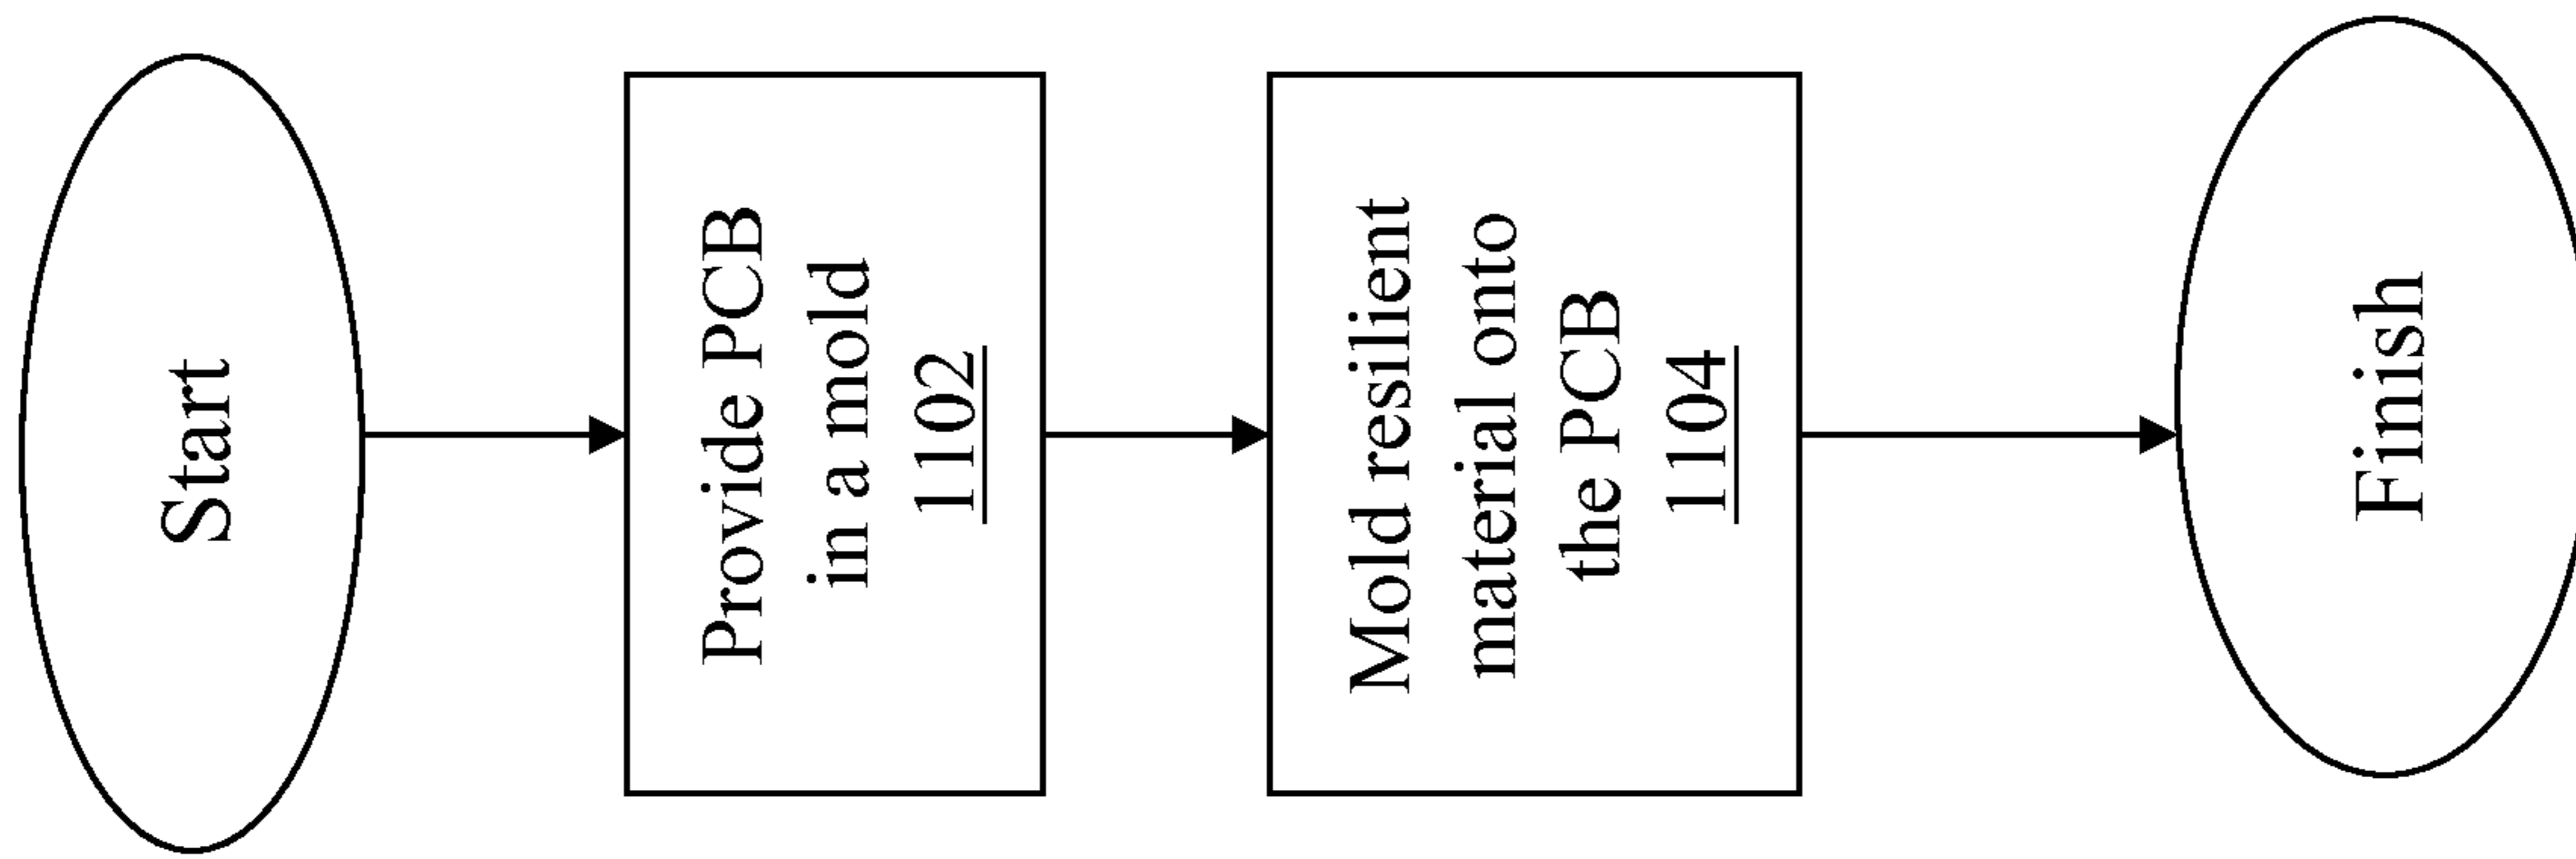 Start
Provide PCB
in a mold
1102
Mold resilient
material onto
the PCB
1104
Finish